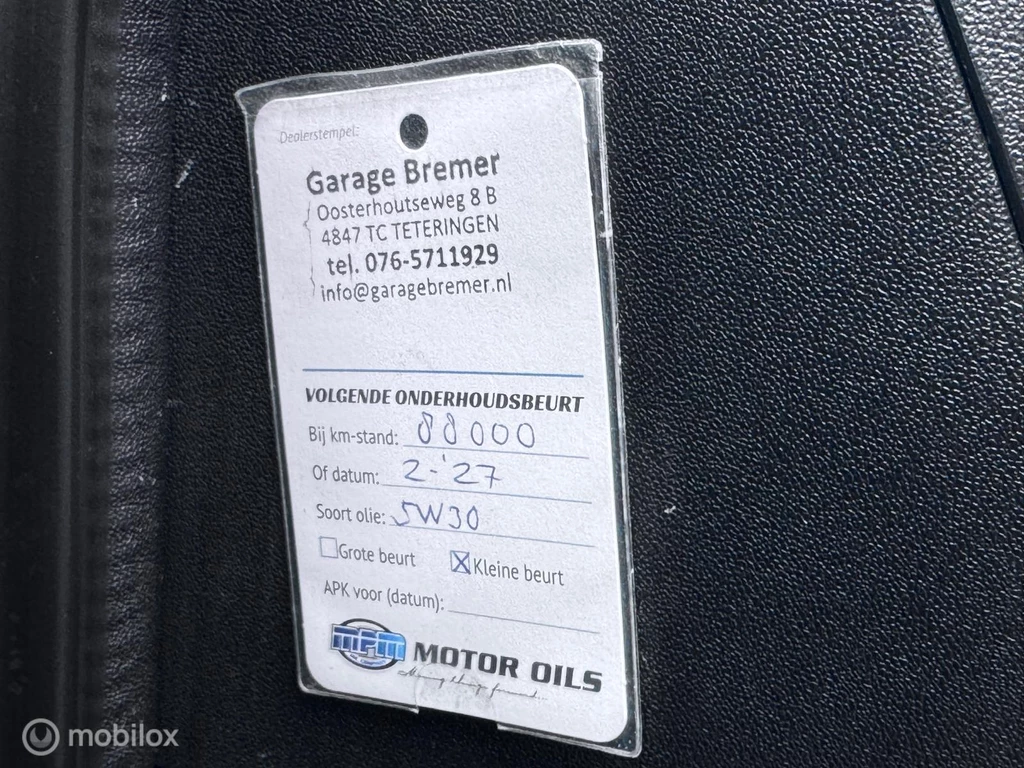 Dealerstempel:
Garage Bremer
Oosterhoutseweg 8 B
4847 TC TETERINGEN
tel. 076-5711929
info@garagebremer.nl
VOLGENDE ONDERHOUDSBEURT
Bij km-stand: 88000
Of datum: 2-'27
Soort olie: 5W30
Grote beurt Kleine beurt
APK voor (datum):
MPM MOTOR OILS
mobilox